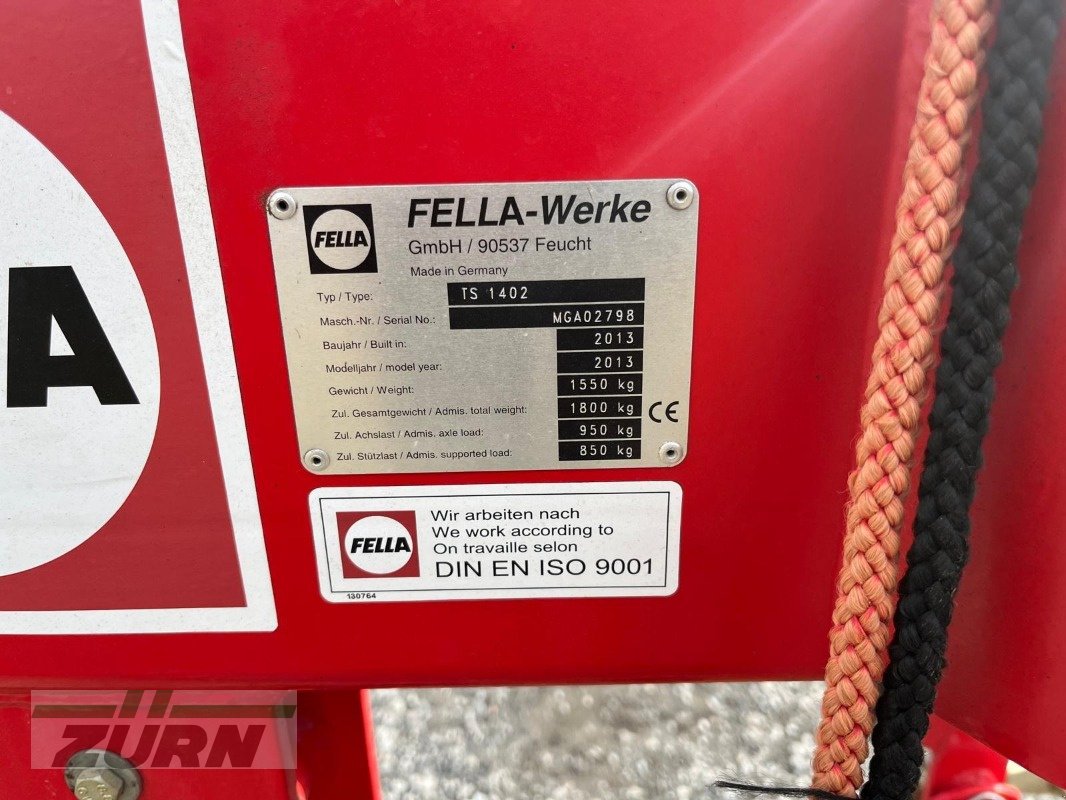 A
FELLA
FELLA-Werke
GmbH / 90537 Feucht
Made in Germany
Typ / Type: TS 1402
Masch.-Nr. / Serial No.: MGA02798
Baujahr / Built in: 2013
Modelljahr / model year: 2013
Gewicht / Weight: 1550 kg
Zul. Gesamtgewicht / Admis. total weight: 1800 kg
Zul. Achslast / Admis. axle load: 950 kg
Zul. Stützlast / Admis. supported load: 850 kg
CE
FELLA
Wir arbeiten nach
We work according to
On travaille selon
DIN EN ISO 9001
130764
ZÜRN